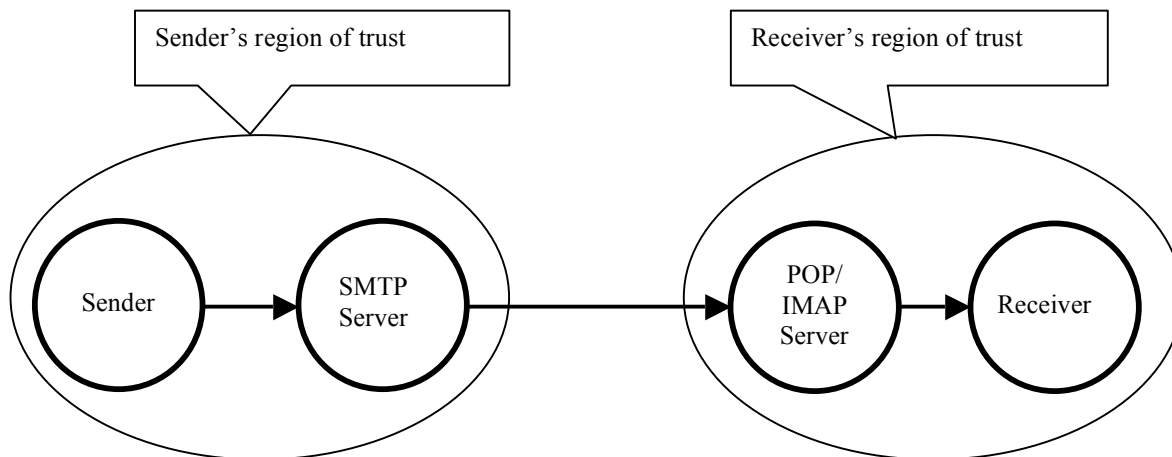 Sender’s region of trust
Receiver’s region of trust
Sender
SMTP
Server
POP/
IMAP
Server
Receiver